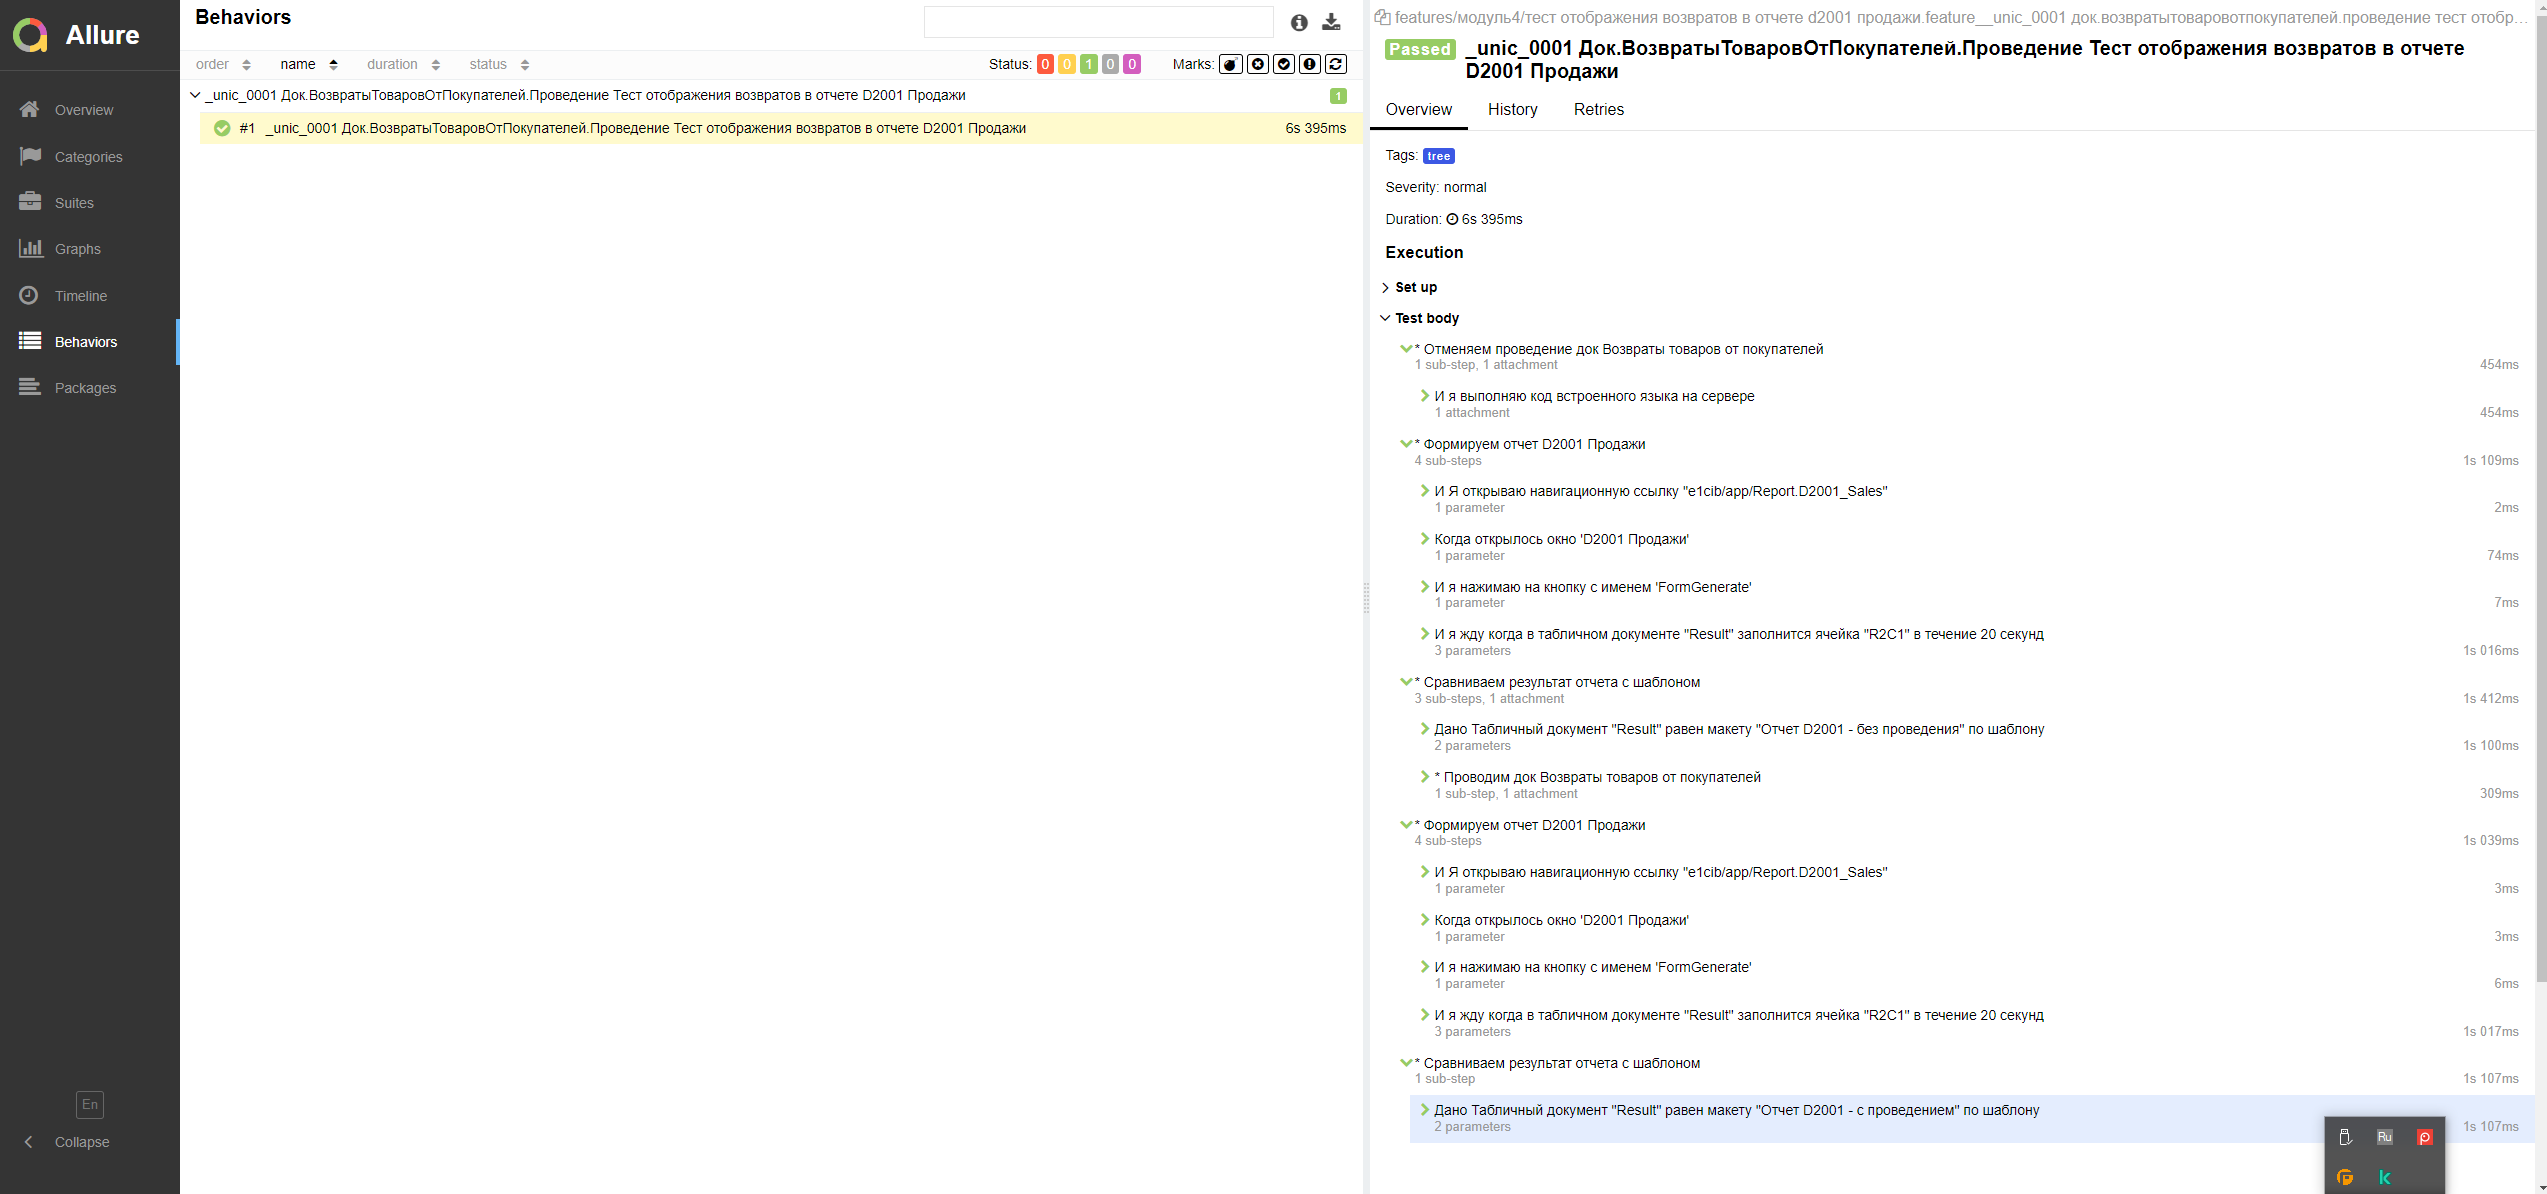 Allure
Overview
Categories
Suites
Graphs
Timeline
Behaviors
Packages
En
Collapse
Behaviors
order name duration status
Status: 0 0 1 0 0 Marks:
_unic_0001 Док.ВозвратыТоваровОтПокупателей.Проведение Тест отображения возвратов в отчете D2001 Продажи 1
#1 _unic_0001 Док.ВозвратыТоваровОтПокупателей.Проведение Тест отображения возвратов в отчете D2001 Продажи 6s 395ms
features/модуль4/тест отображения возвратов в отчете d2001 продажи.feature__unic_0001 док.возвратытоваровотпокупателей.проведение тест отобр...
Passed _unic_0001 Док.ВозвратыТоваровОтПокупателей.Проведение Тест отображения возвратов в отчете
D2001 Продажи
Overview History Retries
Tags: tree
Severity: normal
Duration: 6s 395ms
Execution
Set up
Test body
* Отменяем проведение док Возвраты товаров от покупателей
1 sub-step, 1 attachment 454ms
И я выполняю код встроенного языка на сервере
1 attachment 454ms
* Формируем отчет D2001 Продажи
4 sub-steps 1s 109ms
И Я открываю навигационную ссылку "e1cib/app/Report.D2001_Sales"
1 parameter 2ms
Когда открылось окно 'D2001 Продажи'
1 parameter 74ms
И я нажимаю на кнопку с именем 'FormGenerate'
1 parameter 7ms
И я жду когда в табличном документе "Result" заполнится ячейка "R2C1" в течение 20 секунд
3 parameters 1s 016ms
* Сравниваем результат отчета с шаблоном
3 sub-steps, 1 attachment 1s 412ms
Дано Табличный документ "Result" равен макету "Отчет D2001 - без проведения" по шаблону
2 parameters 1s 100ms
* Проводим док Возвраты товаров от покупателей
1 sub-step, 1 attachment 309ms
* Формируем отчет D2001 Продажи
4 sub-steps 1s 039ms
И Я открываю навигационную ссылку "e1cib/app/Report.D2001_Sales"
1 parameter 3ms
Когда открылось окно 'D2001 Продажи'
1 parameter 3ms
И я нажимаю на кнопку с именем 'FormGenerate'
1 parameter 6ms
И я жду когда в табличном документе "Result" заполнится ячейка "R2C1" в течение 20 секунд
3 parameters 1s 017ms
* Сравниваем результат отчета с шаблоном
1 sub-step 1s 107ms
Дано Табличный документ "Result" равен макету "Отчет D2001 - с проведением" по шаблону
2 parameters 1s 107ms
Ru